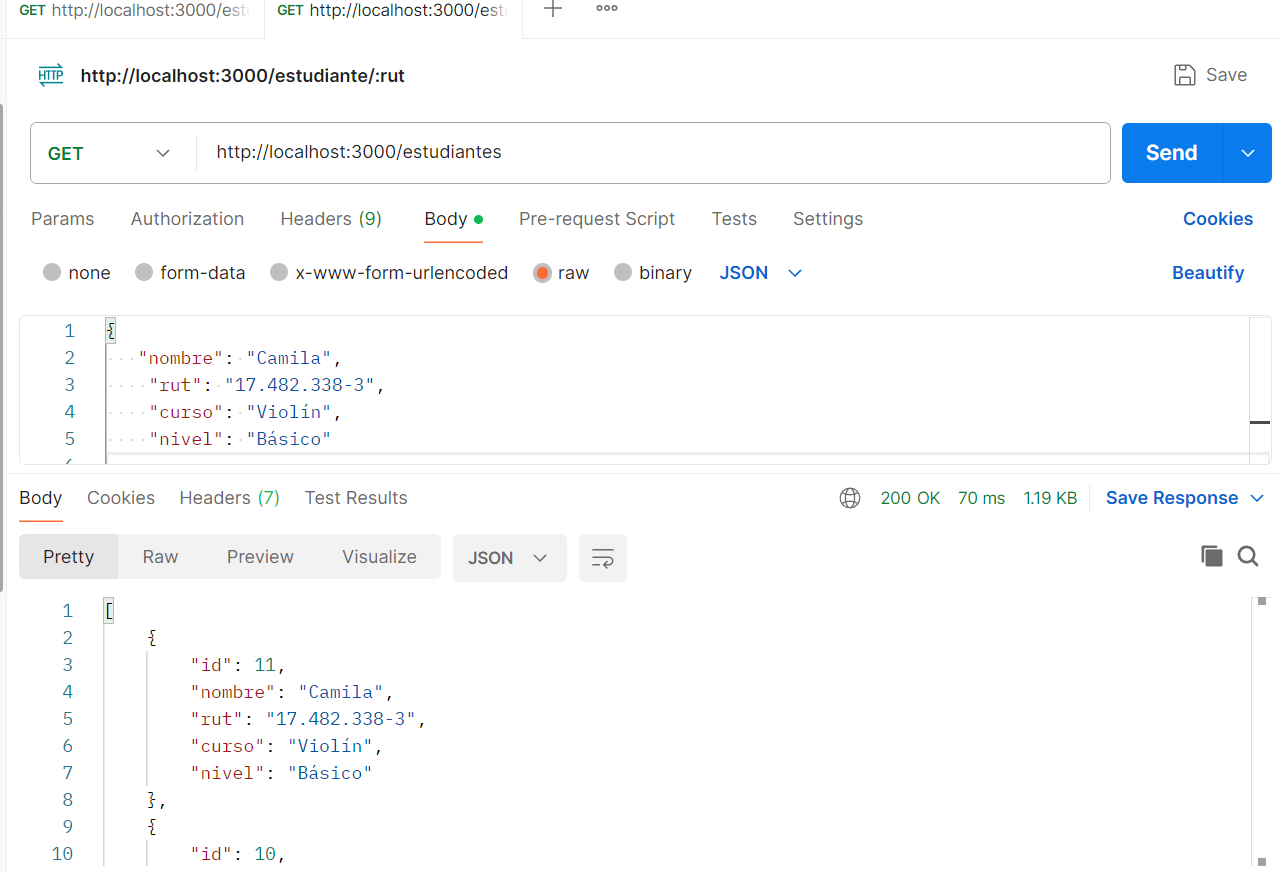 GET http://localhost:3000/est
GET http://localhost:3000/est
HTTP http://localhost:3000/estudiante/:rut
Save
GET
http://localhost:3000/estudiantes
Send
Params Authorization Headers (9) Body Pre-request Script Tests Settings Cookies
none form-data x-www-form-urlencoded raw binary JSON Beautify
1 {
2 "nombre": "Camila",
3 "rut": "17.482.338-3",
4 "curso": "Violín",
5 "nivel": "Básico"
Body Cookies Headers (7) Test Results 200 OK 70 ms 1.19 KB Save Response
Pretty Raw Preview Visualize JSON
1 [
2 {
3 "id": 11,
4 "nombre": "Camila",
5 "rut": "17.482.338-3",
6 "curso": "Violín",
7 "nivel": "Básico"
8 },
9 {
10 "id": 10,